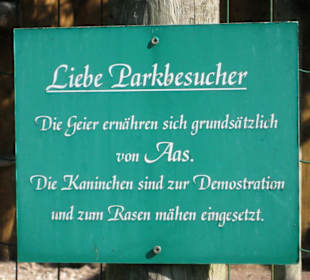 Liebe Parkbesucher
Die Geier ernähren sich grundsätzlich
von Aas.
Die Kaninchen sind zur Demostration
und zum Rasen mähen eingesetzt.